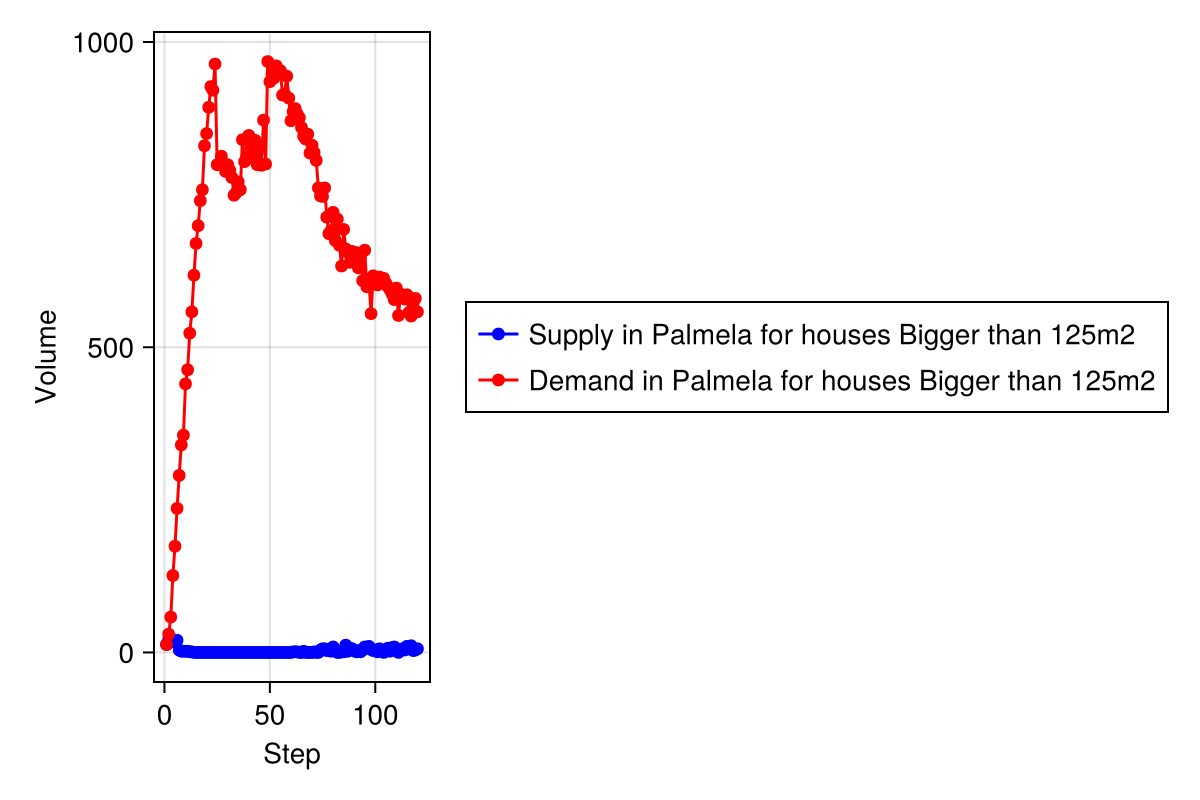 1000
500
0
Volume
0 50 100
Step
Supply in Palmela for houses Bigger than 125m2
Demand in Palmela for houses Bigger than 125m2